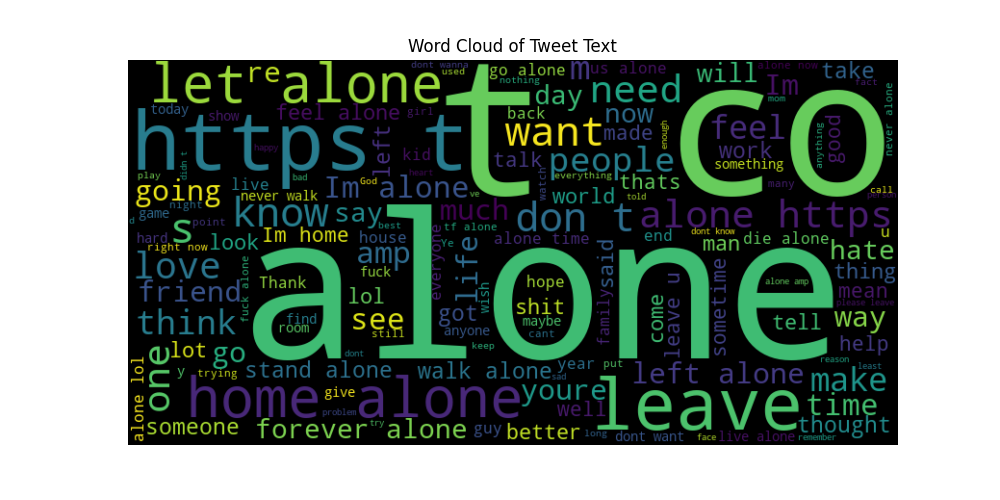 Word Cloud of Tweet Text
let re alone
dont wanna
used
go alone
nothing
m
us alone
will
alone now
take
fact
Im
mom
t co
https t
today
show
feel alone
girl
left
day
need
back
now
made
want
talk
people
enough
feel
work
something
anything
good
never alone
happy
didn t
kid
play
bad
God
heart
watch
everything
thats
many
call
person
going
live
never walk
Im alone
ve
world
told
night
d
game
s
know
say
much
don t
alone https
u
point
best
tf alone
Ye
hard
right now
look
Im home
house
amp
everyone
life
alone time
end
dont know
man
die alone
hate
said
love
friend
fuck alone
Thank
fuck
lol
got
wish
hope
shit
family
leave u
sometime
alone amp
thing
mean
please leave
think
find
room
see
still
anyone
maybe
cant
come
tell
way
alone
lot
go
dont
keep
help
one
y
trying
stand alone
walk alone
year
put
left alone
reason
least
make
alone lol
home alone
give
sad
youre
well
leave
time
someone
problem
forever alone
try
guy
better
long
dont want
face
live alone
remember
thought